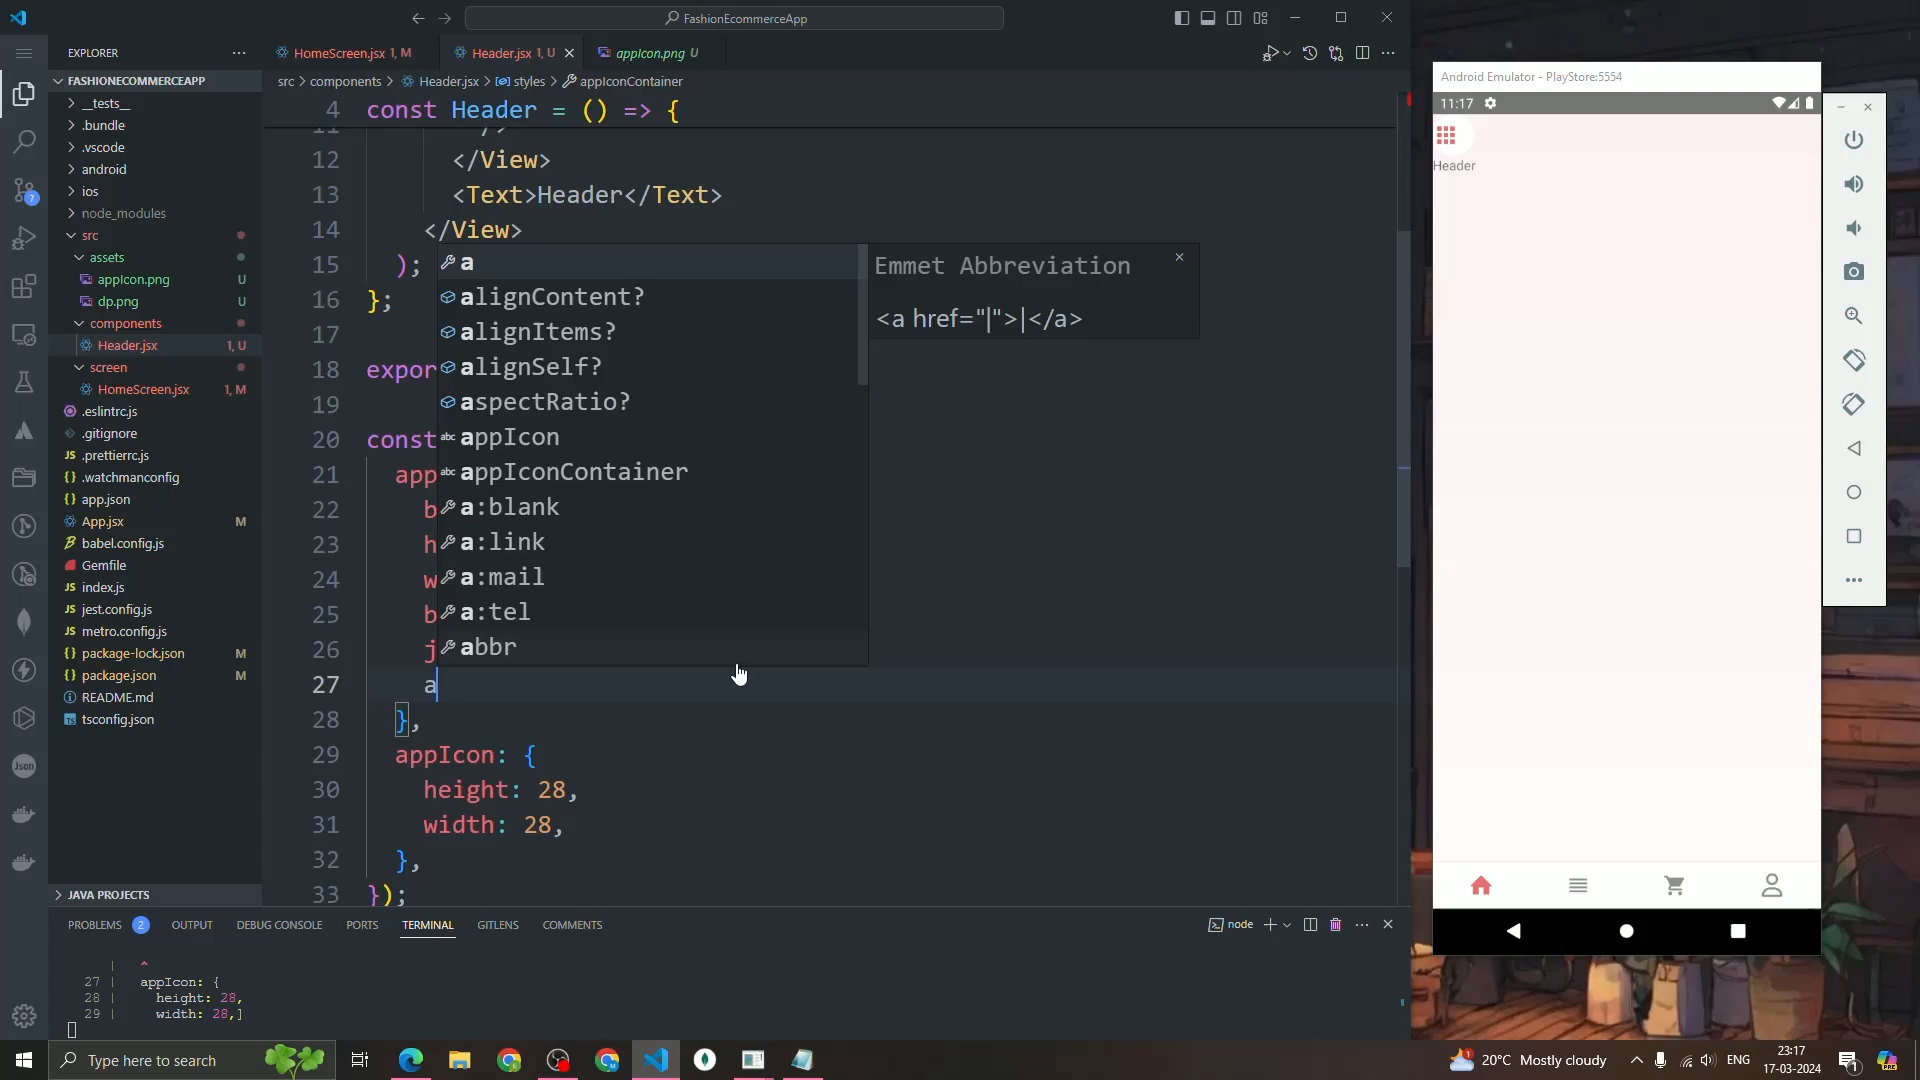 FashionEcommerceApp
EXPLORER
HomeScreen.jsx 1, M
Header.jsx 1, U
appIcon.png U
FASHIONECOMMERCEAPP
src > components > Header.jsx > styles > appIconContainer
__tests__
.bundle
.vscode
android
ios
node_modules
src
assets
appIcon.png U
dp.png U
components
Header.jsx 1, U
screen
HomeScreen.jsx 1, M
.eslintrc.js
.gitignore
.prettierrc.js
.watchmanconfig
app.json
App.jsx M
babel.config.js
Gemfile
index.js
jest.config.js
metro.config.js
package-lock.json M
package.json M
README.md
tsconfig.json
JAVA PROJECTS
7
Json
4 const Header = () => {
11 />
12 </View>
13 <Text>Header</Text>
14 </View>
15 );
16 };
17
18 expor
19
20 const
21 app
22 b
23 h
24 w
25 b
26 j
27 a
28 },
29 appIcon: {
30 height: 28,
31 width: 28,
32 },
33 });
a
alignContent?
alignItems?
alignSelf?
aspectRatio?
abc appIcon
abc appIconContainer
a:blank
a:link
a:mail
a:tel
abbr
Emmet Abbreviation
<a href="|">|</a>
PROBLEMS 2 OUTPUT DEBUG CONSOLE PORTS TERMINAL GITLENS COMMENTS
node
| ^
27 | appIcon: {
28 | height: 28,
29 | width: 28,]
Android Emulator - PlayStore:5554
11:17
Header
Type here to search
20°C Mostly cloudy
ENG
23:17
17-03-2024
1